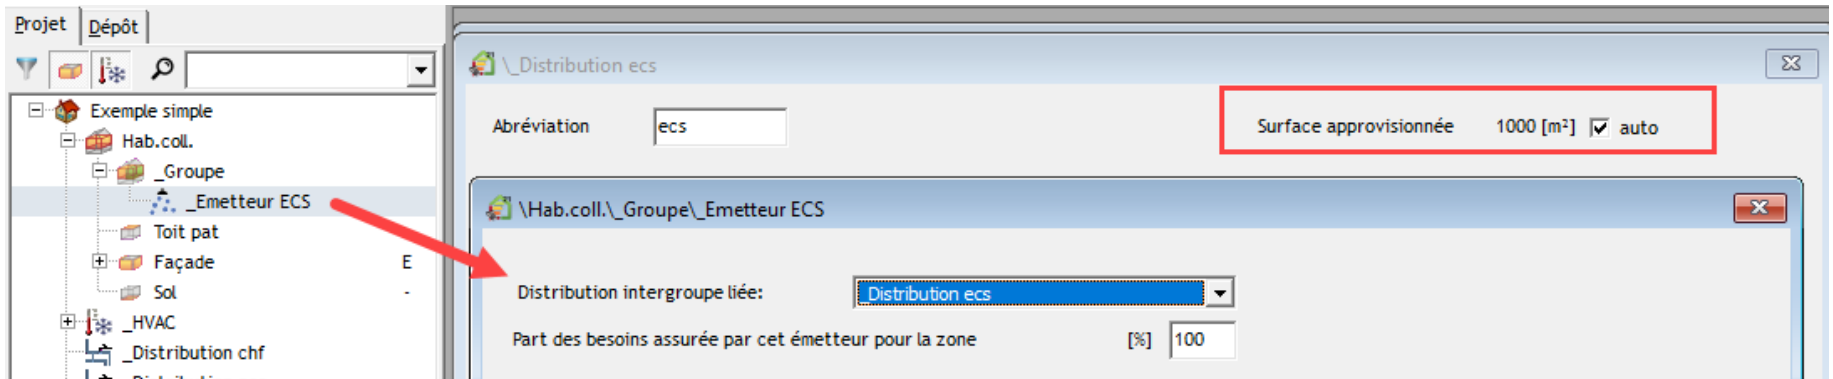 Projet Dépôt
Exemple simple
Hab.coll.
_Groupe
_Emetteur ECS
Toit pat
Façade E
Sol -
_HVAC
_Distribution chf
\_Distribution ecs
Abréviation ecs
Surface approvisionnée 1000 [m²] auto
\Hab.coll.\_Groupe\_Emetteur ECS
Distribution intergroupe liée: _Distribution ecs
Part des besoins assurée par cet émetteur pour la zone [%] 100